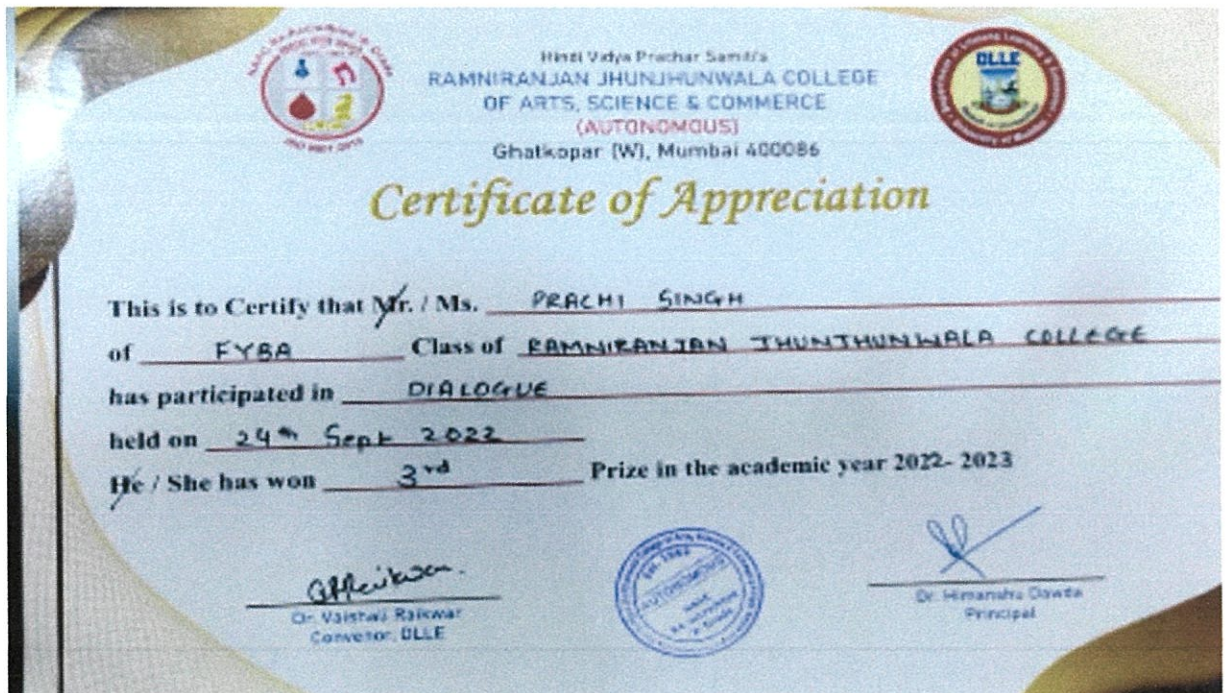 Hindi Vidya Prachar Samiti's
RAMNIRANJAN JHUNJHUNWALA COLLEGE
OF ARTS, SCIENCE & COMMERCE
(AUTONOMOUS)
Ghatkopar (W), Mumbai 400086
DLLE
Certificate of Appreciation
This is to Certify that Mr. / Ms. PRACHI SINGH
of FYBA Class of RAMNIRANJAN JHUNJHUNWALA COLLEGE
has participated in DIALOGUE
held on 24th Sept 2022
He / She has won 3rd Prize in the academic year 2022-2023
AUTONOMOUS
Dr. Vaishali Raikwar
Convenor, DLLE
Dr. Himanshu Dawda
Principal